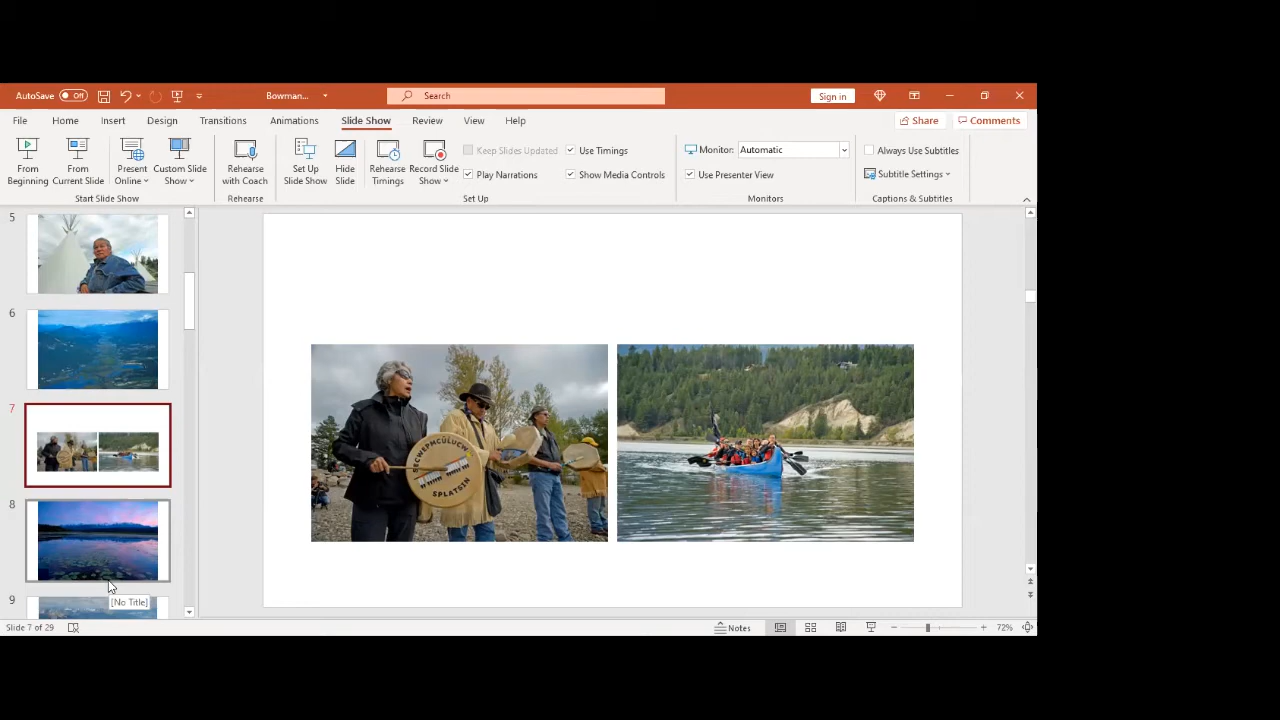 AutoSave Off Bowman... Search Sign in
File Home Insert Design Transitions Animations Slide Show Review View Help Share Comments
From Beginning
From Current Slide
Present Online
Custom Slide Show
Start Slide Show
Rehearse with Coach
Rehearse
Set Up Slide Show
Hide Slide
Rehearse Timings
Record Slide Show
Keep Slides Updated
Use Timings
Play Narrations
Show Media Controls
Set Up
Monitor: Automatic
Use Presenter View
Monitors
Always Use Subtitles
Subtitle Settings
Captions & Subtitles
5
6
7
8
9
[No Title]
SECWEPMCÚLUCW
SPLATSIN
Slide 7 of 29 Notes 72%